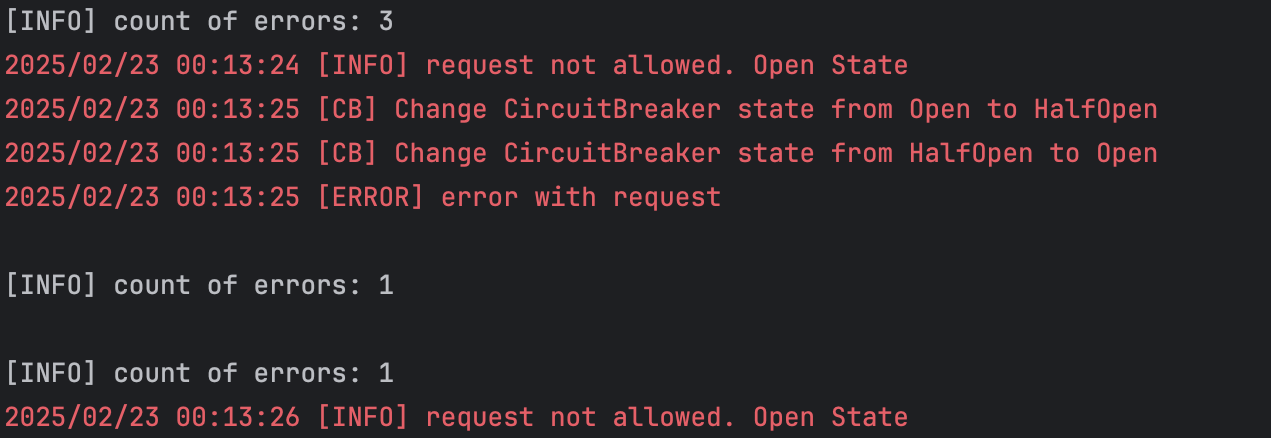 [INFO] count of errors: 3
2025/02/23 00:13:24 [INFO] request not allowed. Open State
2025/02/23 00:13:25 [CB] Change CircuitBreaker state from Open to HalfOpen
2025/02/23 00:13:25 [CB] Change CircuitBreaker state from HalfOpen to Open
2025/02/23 00:13:25 [ERROR] error with request
[INFO] count of errors: 1
[INFO] count of errors: 1
2025/02/23 00:13:26 [INFO] request not allowed. Open State